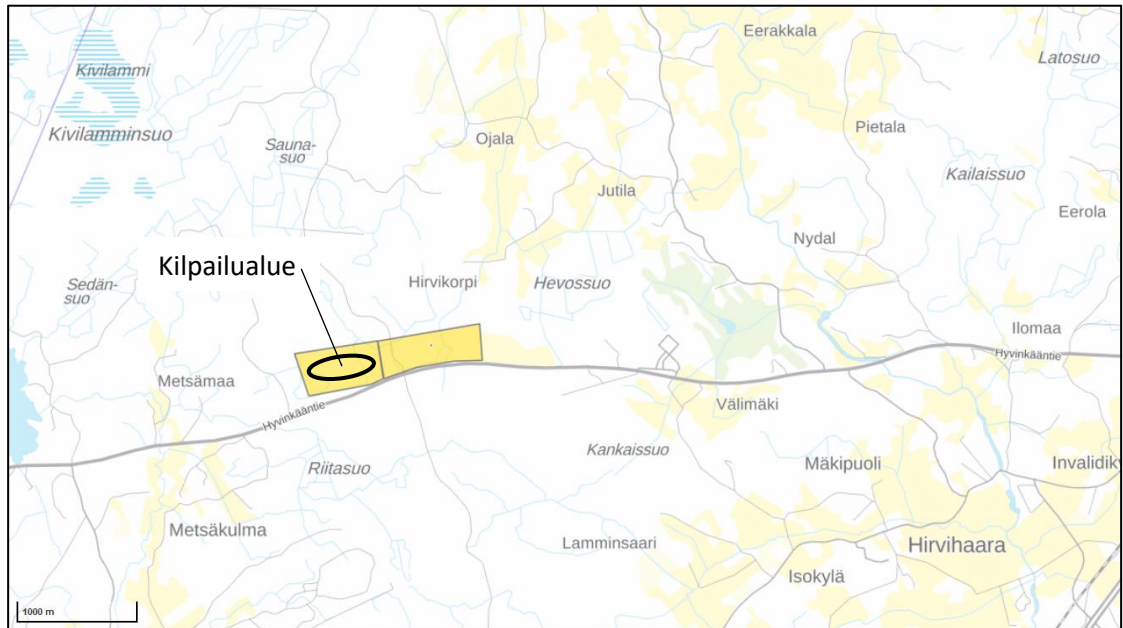 Eerakkala
Kivilammi
Latosuo
Kivilamminsuo
Ojala
Pietala
Sauna-
suo
Kailaissuo
Jutila
Eerola
Nydal
Kilpailualue
Sedän-
suo
Hirvikorpi
Hevossuo
Ilomaa
Hyvinkääntie
Metsämaa
Hyvinkääntie
Välimäki
Riitasuo
Kankaissuo
Mäkipuoli
Invalidiky
Metsäkulma
Lamminsaari
Hirvihaara
Isokylä
1000 m